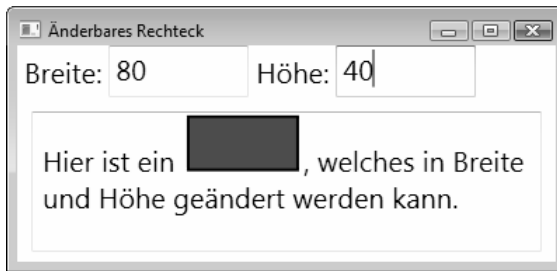 Änderbares Rechteck
Breite: 80 Höhe: 40
Hier ist ein , welches in Breite
und Höhe geändert werden kann.